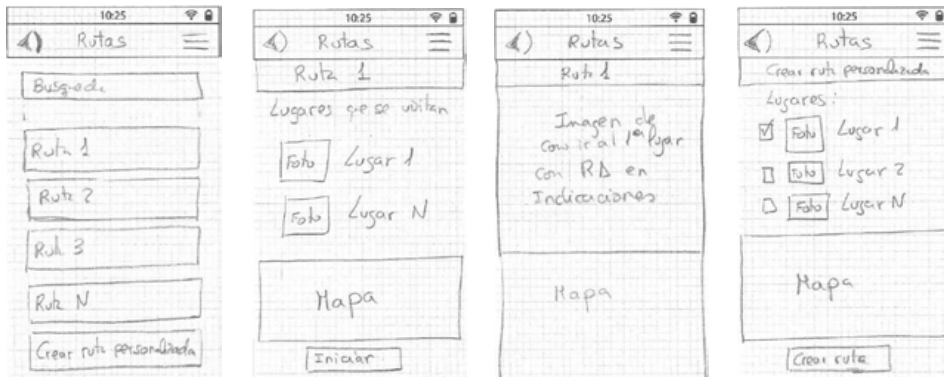 10:25
Rutas
Busqueda
Ruta 1
Ruta 2
Ruta 3
Ruta N
Crear ruta personalizada
10:25
Rutas
Ruta 1
Lugares que se visitan
Foto Lugar 1
Foto Lugar N
Mapa
Iniciar
10:25
Rutas
Ruta 1
Imagen de
como ir al 1er lugar
con RA en
Indicaciones
Mapa
10:25
Rutas
Crear ruta personalizada
Lugares:
Foto Lugar 1
Foto Lugar 2
Foto Lugar N
Mapa
Crear ruta